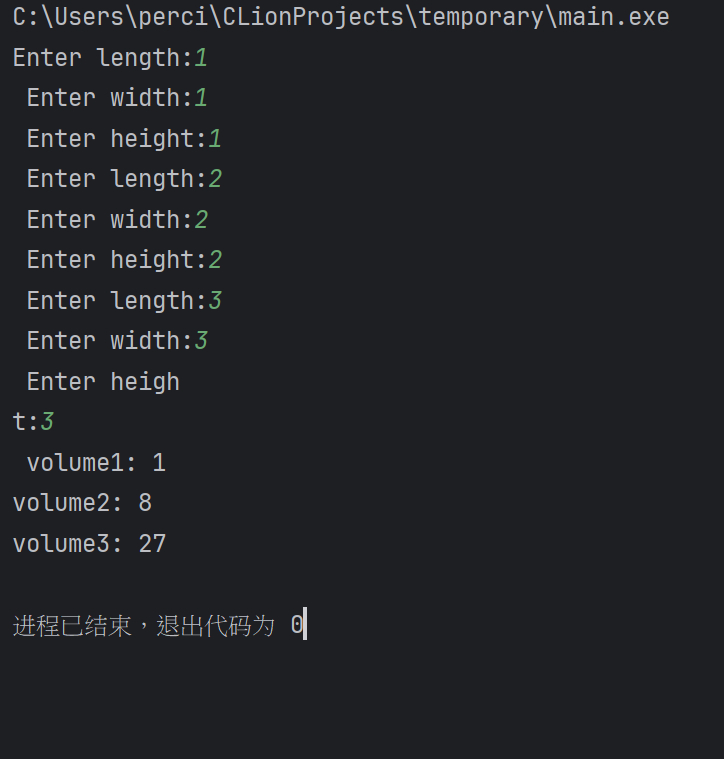 C:\Users\perci\CLionProjects\temporary\main.exe
Enter length:1
 Enter width:1
 Enter height:1
 Enter length:2
 Enter width:2
 Enter height:2
 Enter length:3
 Enter width:3
 Enter heigh
t:3
 volume1: 1
volume2: 8
volume3: 27
进程已结束，退出代码为 0